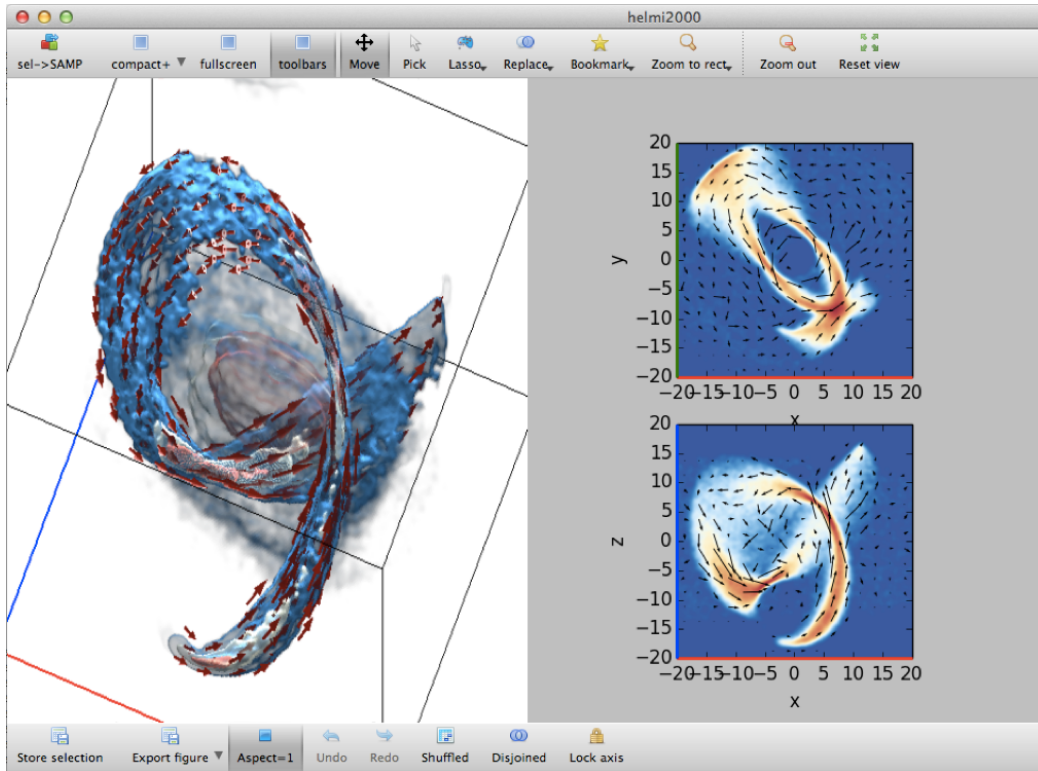 helmi2000
sel->SAMP compact+ fullscreen toolbars Move Pick Lasso Replace Bookmark Zoom to rect Zoom out Reset view
20
15
10
5
0
−5
−10
−15
−20
y
−20 −15 −10 −5 0 5 10 15 20
x
20
15
10
5
0
−5
−10
−15
−20
z
−20 −15 −10 −5 0 5 10 15 20
x
Store selection Export figure Aspect=1 Undo Redo Shuffled Disjoined Lock axis